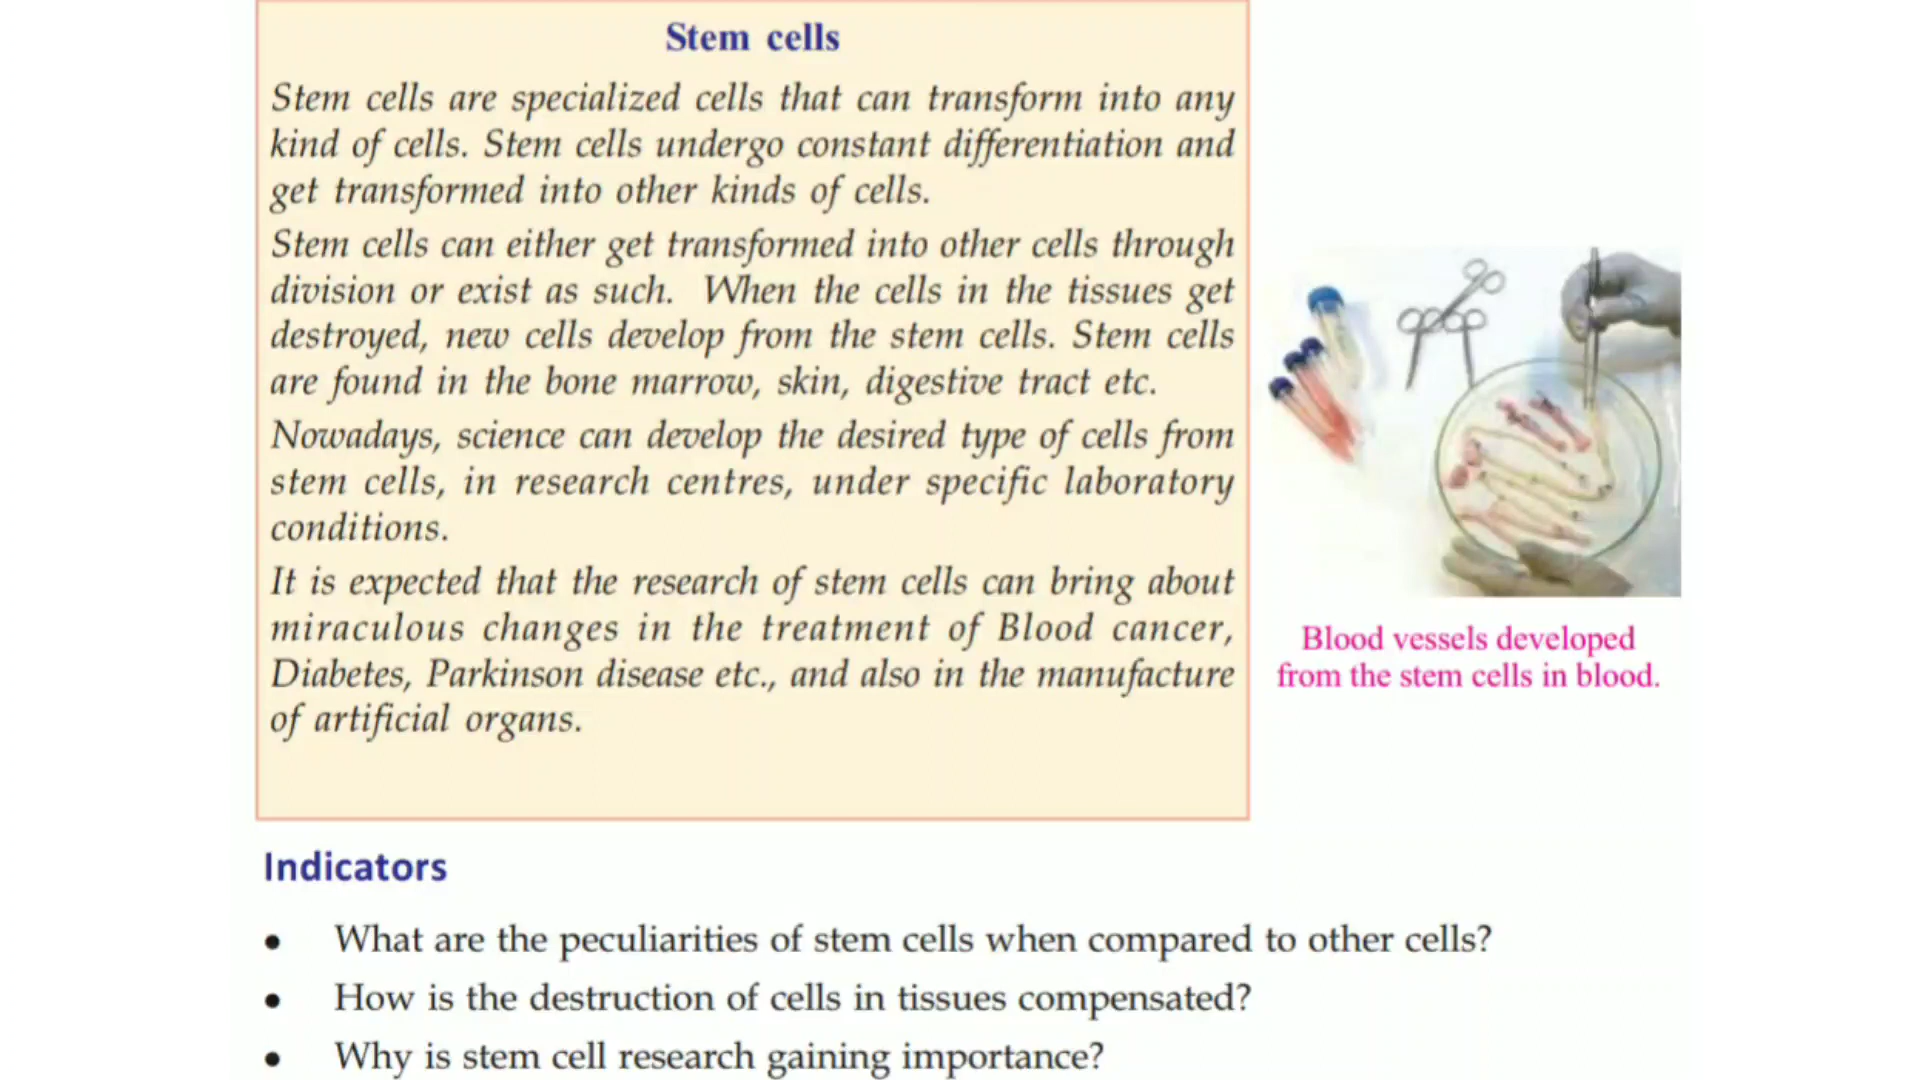 Stem cells
Stem cells are specialized cells that can transform into any
kind of cells. Stem cells undergo constant differentiation and
get transformed into other kinds of cells.
Stem cells can either get transformed into other cells through
division or exist as such. When the cells in the tissues get
destroyed, new cells develop from the stem cells. Stem cells
are found in the bone marrow, skin, digestive tract etc.
Nowadays, science can develop the desired type of cells from
stem cells, in research centres, under specific laboratory
conditions.
It is expected that the research of stem cells can bring about
miraculous changes in the treatment of Blood cancer,
Diabetes, Parkinson disease etc., and also in the manufacture
of artificial organs.
Blood vessels developed
from the stem cells in blood.
Indicators
• What are the peculiarities of stem cells when compared to other cells?
• How is the destruction of cells in tissues compensated?
• Why is stem cell research gaining importance?